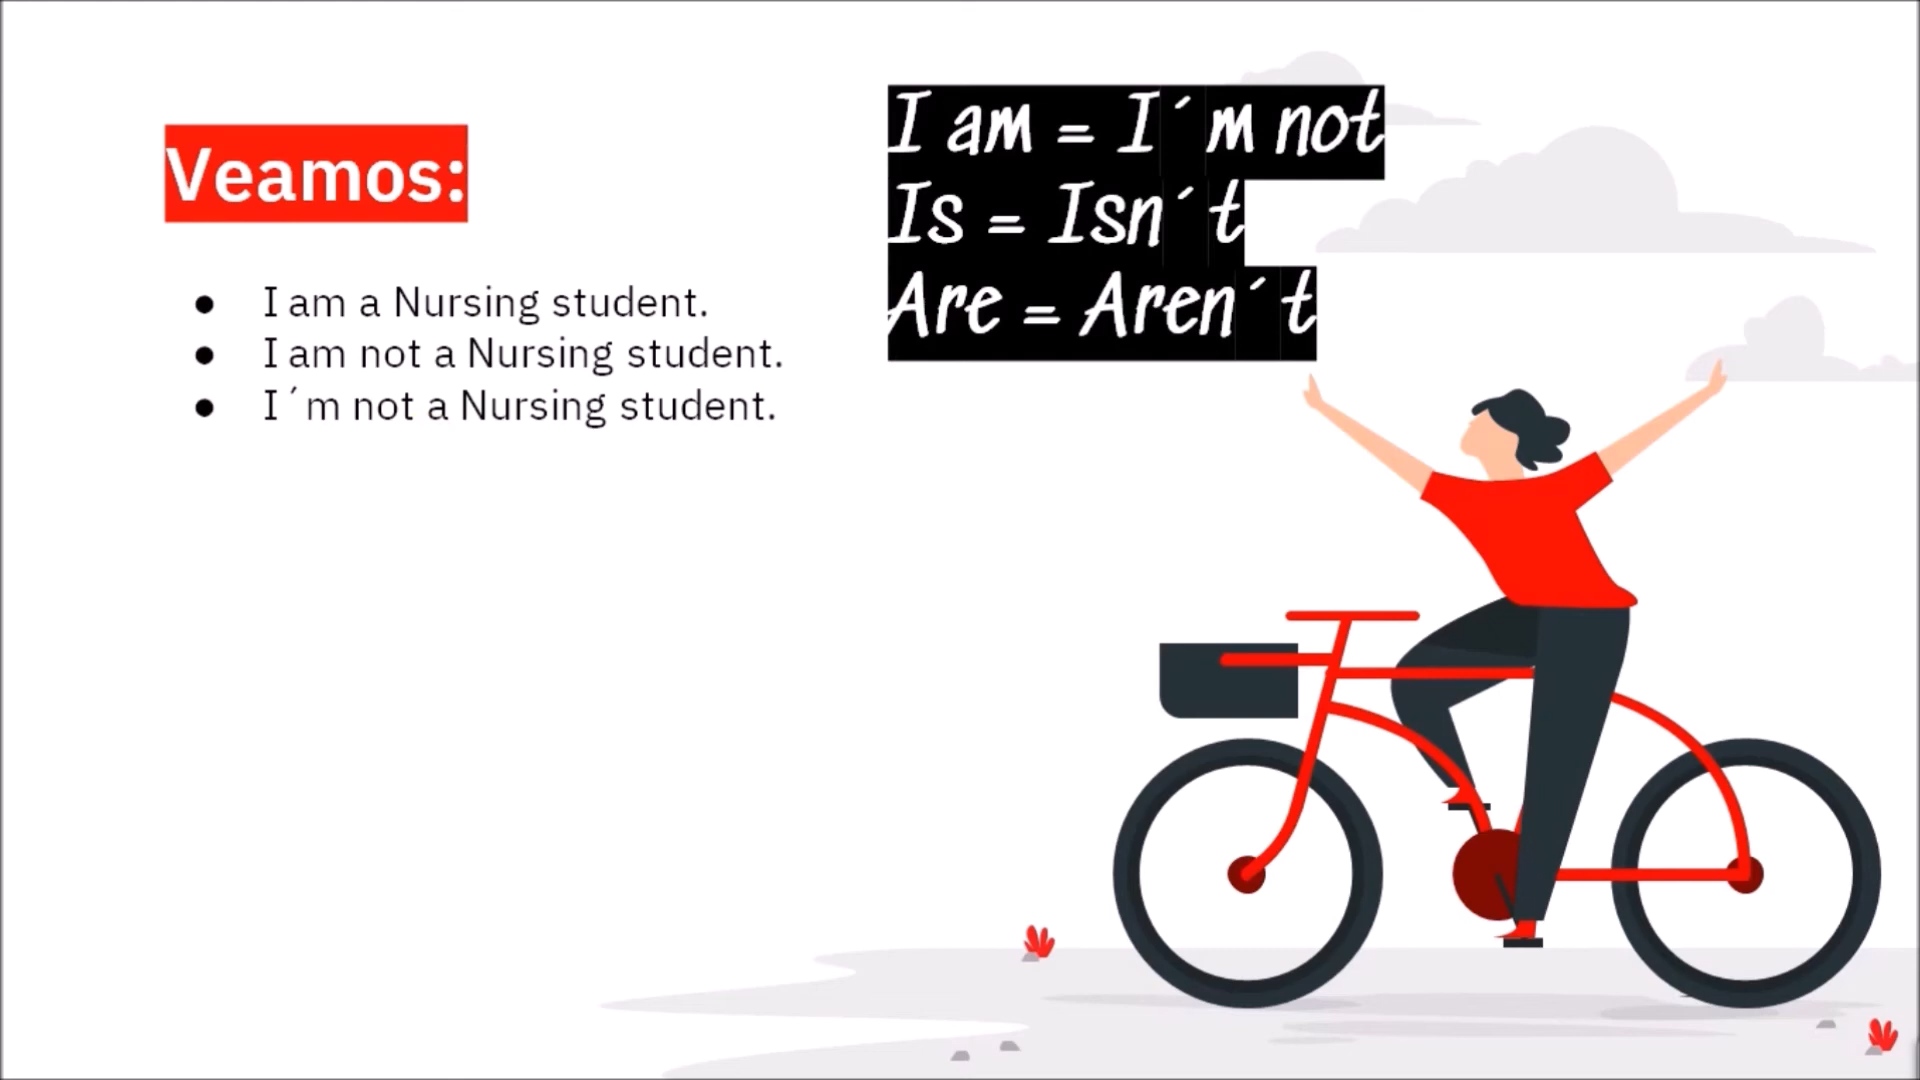 Veamos:
I am a Nursing student.
I am not a Nursing student.
I´m not a Nursing student.
I am = I´m not
Is = Isn´t
Are = Aren´t